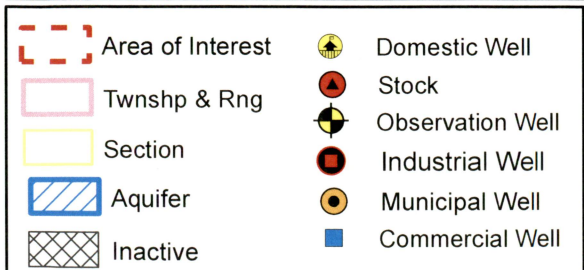 Area of Interest
Twnshp & Rng
Section
Aquifer
Inactive
Domestic Well
Stock
Observation Well
Industrial Well
Municipal Well
Commercial Well